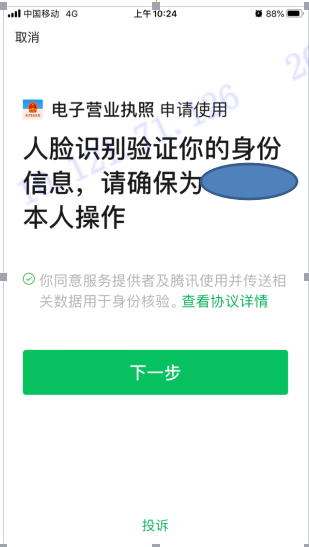 中国移动 4G 上午 10:24 88%
取消
电子营业执照 申请使用
人脸识别验证你的身份
信息，请确保为
本人操作
你同意服务提供者及腾讯使用并传送相
关数据用于身份核验。查看协议详情
下一步
投诉